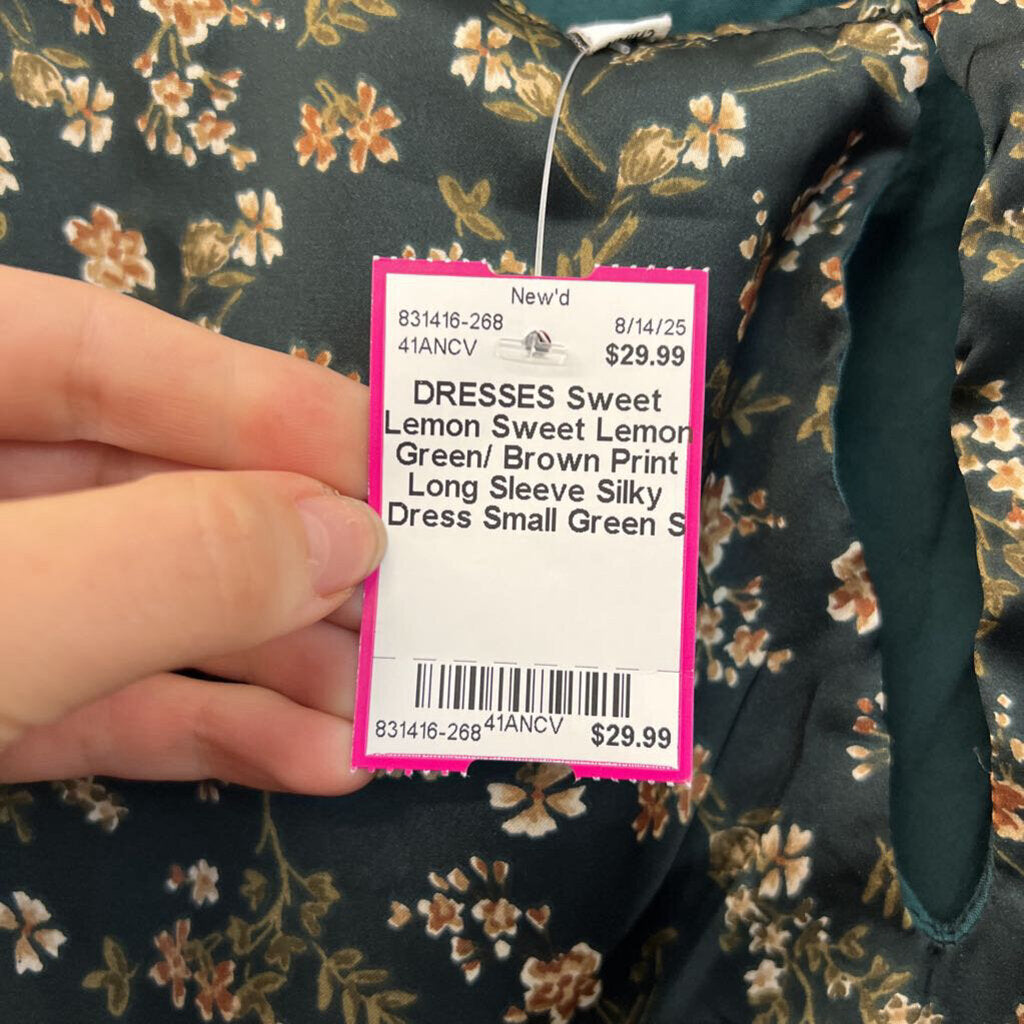 New'd
831416-268 8/14/25
41ANCV $29.99
DRESSES Sweet
Lemon Sweet Lemon
Green/ Brown Print
Long Sleeve Silky
Dress Small Green S
831416-268 41ANCV $29.99